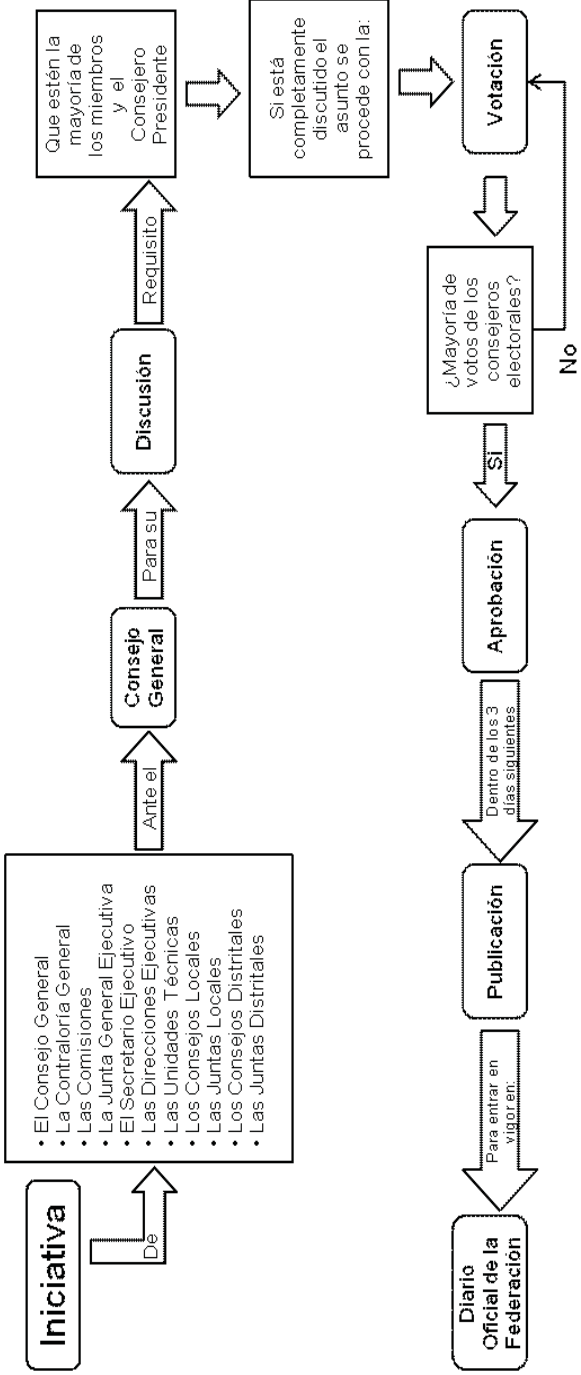 Iniciativa
De
• El Consejo General
• La Contraloría General
• Las Comisiones
• La Junta General Ejecutiva
• El Secretario Ejecutivo
• Las Direcciones Ejecutivas
• Las Unidades Técnicas
• Los Consejos Locales
• Las Juntas Locales
• Los Consejos Distritales
• Las Juntas Distritales
Ante el
Consejo
General
Para su
Discusión
Requisito
Que estén la
mayoría de
los miembros
y el
Consejero
Presidente
Si está
completamente
discutido el
asunto se
procede con la:
Votación
¿Mayoría de
votos de los
consejeros
electorales?
No
Si
Aprobación
Dentro de los 3
días siguientes
Publicación
Para entrar en
vigor en:
Diario
Oficial de la
Federación